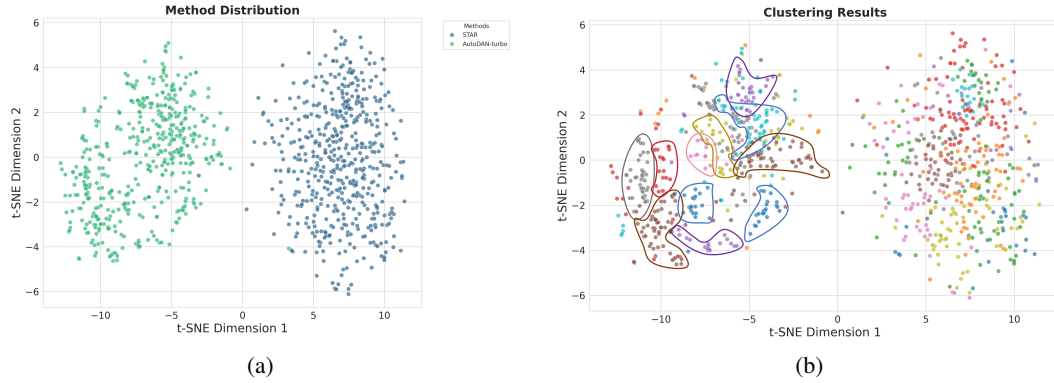 Method Distribution
Methods
STAR
AutoDAN-turbo
6
4
2
0
−2
−4
−6
t-SNE Dimension 2
−10
−5
0
5
10
t-SNE Dimension 1
(a)
Clustering Results
6
4
2
0
−2
−4
−6
t-SNE Dimension 2
−10
−5
0
5
10
t-SNE Dimension 1
(b)